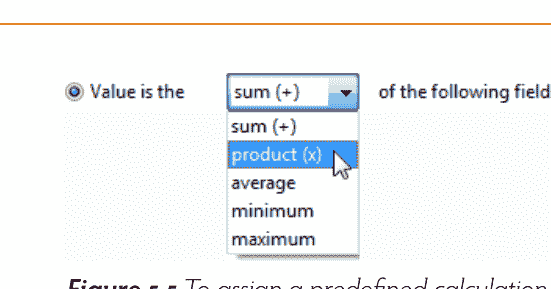 Value is the sum (+) of the following field
sum (+)
product (x)
average
minimum
maximum
Figure 5.5 To assign a predefined calculation